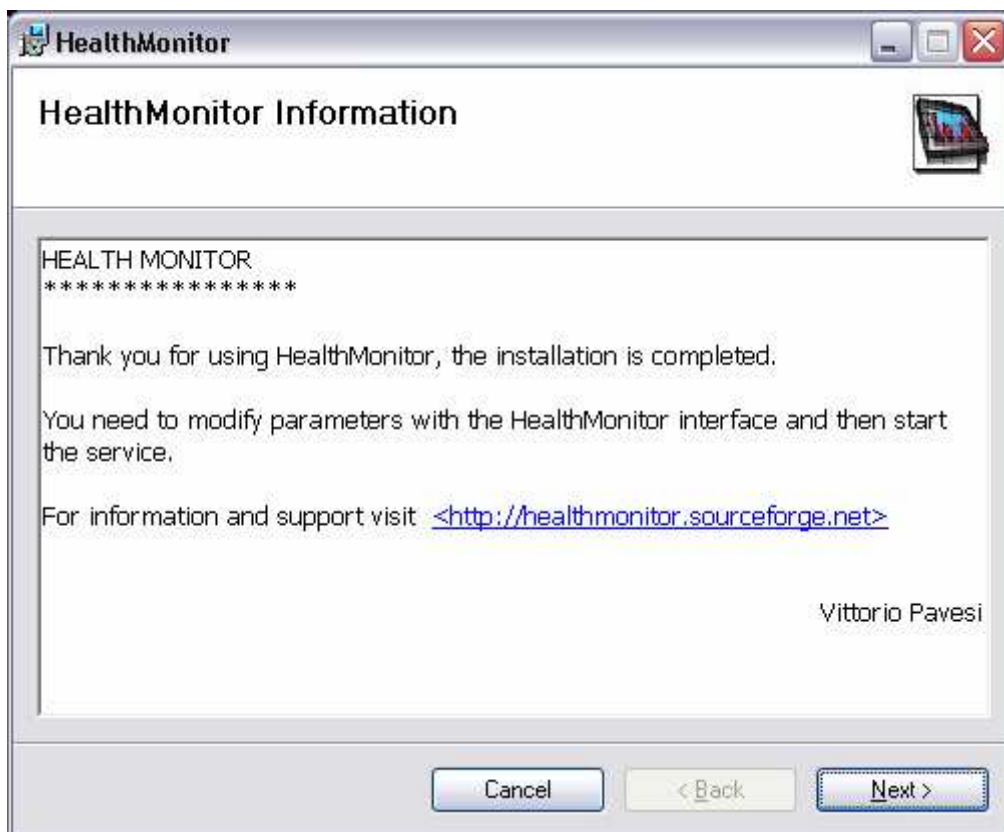 HealthMonitor
HealthMonitor Information
HEALTH MONITOR
****************
Thank you for using HealthMonitor, the installation is completed.
You need to modify parameters with the HealthMonitor interface and then start
the service.
For information and support visit <http://healthmonitor.sourceforge.net>
Vittorio Pavesi
Cancel
< Back
Next >